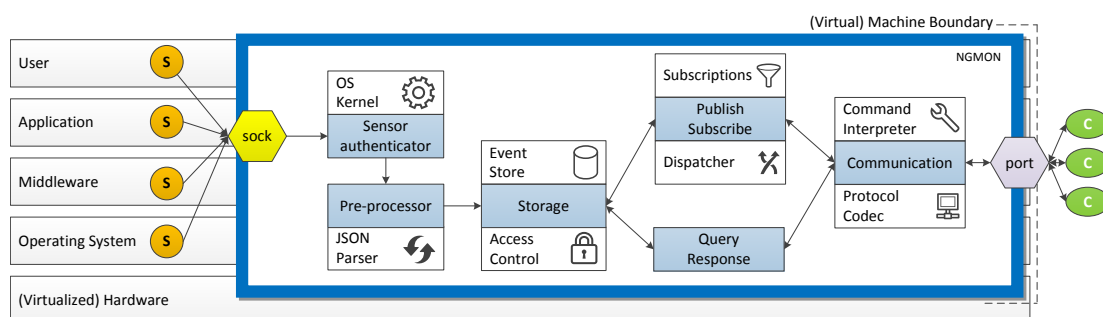 (Virtual) Machine Boundary
NGMON
User
S
Application
S
Middleware
S
Operating System
S
(Virtualized) Hardware
sock
OS
Kernel
Sensor
authenticator
Pre-processor
JSON
Parser
Event
Store
Storage
Access
Control
Subscriptions
Publish
Subscribe
Dispatcher
Query
Response
Command
Interpreter
Communication
Protocol
Codec
port
C
C
C